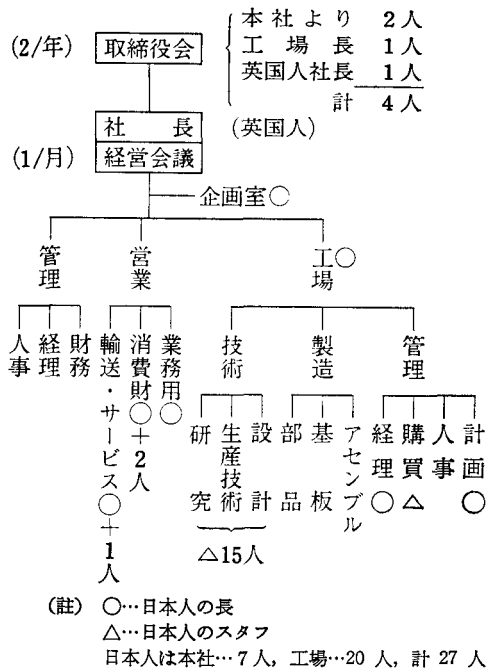 (2/年) 取締役会
本社より 2人
工場長 1人
英国人社長 1人
計 4人
社長 (英国人)
(1/月) 経営会議
企画室○
管理
営業
工場○
人事
経理
財務
輸送・サービス○+1人
消費財○+2人
業務用○
技術
製造
管理
研究
生産技術
設計
△15人
部品
基板
アセンブル
経理○
購買△
人事
計画○
(註) ○…日本人の長
△…日本人のスタフ
日本人は本社…7人, 工場…20人, 計27人